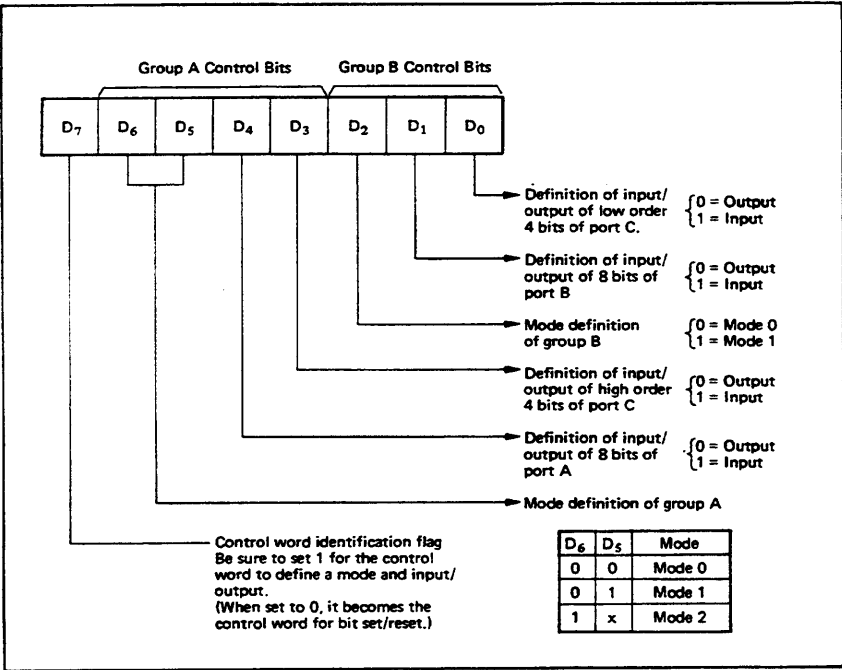 Group A Control Bits
Group B Control Bits
D₇ D₆ D₅ D₄ D₃ D₂ D₁ D₀
Definition of input/
output of low order
4 bits of port C.
0 = Output
1 = Input
Definition of input/
output of 8 bits of
port B
0 = Output
1 = Input
Mode definition
of group B
0 = Mode 0
1 = Mode 1
Definition of input/
output of high order
4 bits of port C
0 = Output
1 = Input
Definition of input/
output of 8 bits of
port A
0 = Output
1 = Input
Mode definition of group A
Control word identification flag
Be sure to set 1 for the control
word to define a mode and input/
output.
(When set to 0, it becomes the
control word for bit set/reset.)
D₆ D₅ Mode
0 0 Mode 0
0 1 Mode 1
1 x Mode 2